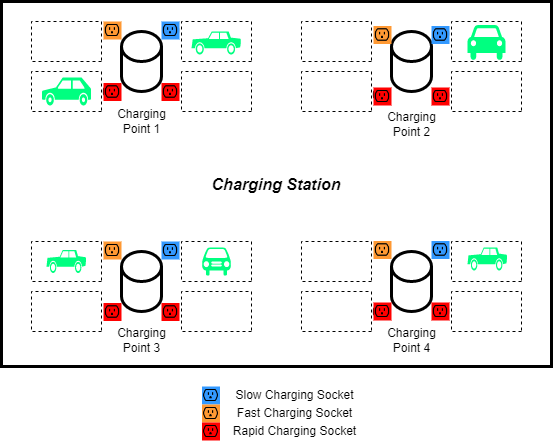 Charging
Point 1
Charging
Point 2
Charging Station
Charging
Point 3
Charging
Point 4
Slow Charging Socket
Fast Charging Socket
Rapid Charging Socket